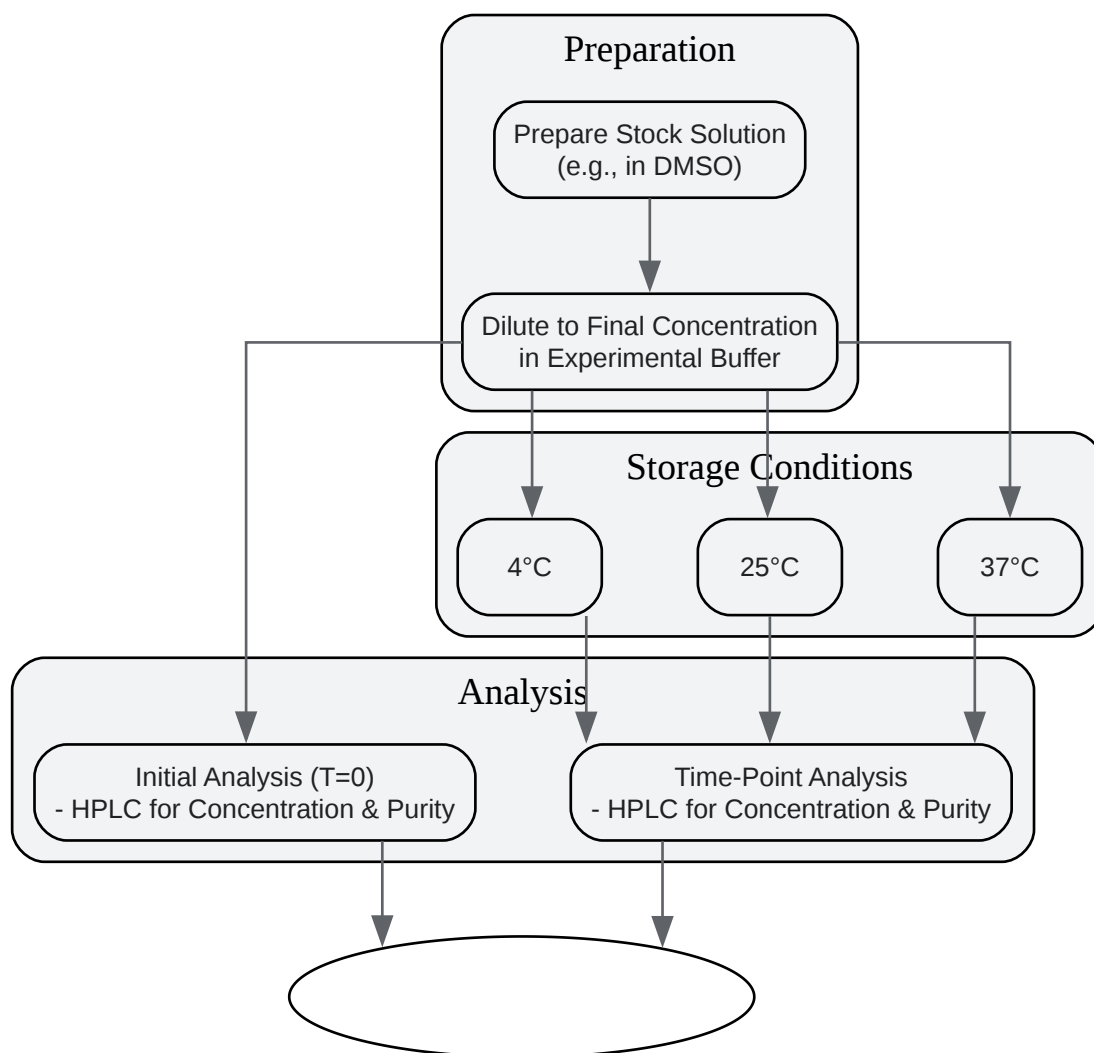 Preparation
Prepare Stock Solution
(e.g., in DMSO)
Dilute to Final Concentration
in Experimental Buffer
Storage Conditions
4°C
25°C
37°C
Analysis
Initial Analysis (T=0)
- HPLC for Concentration & Purity
Time-Point Analysis
- HPLC for Concentration & Purity